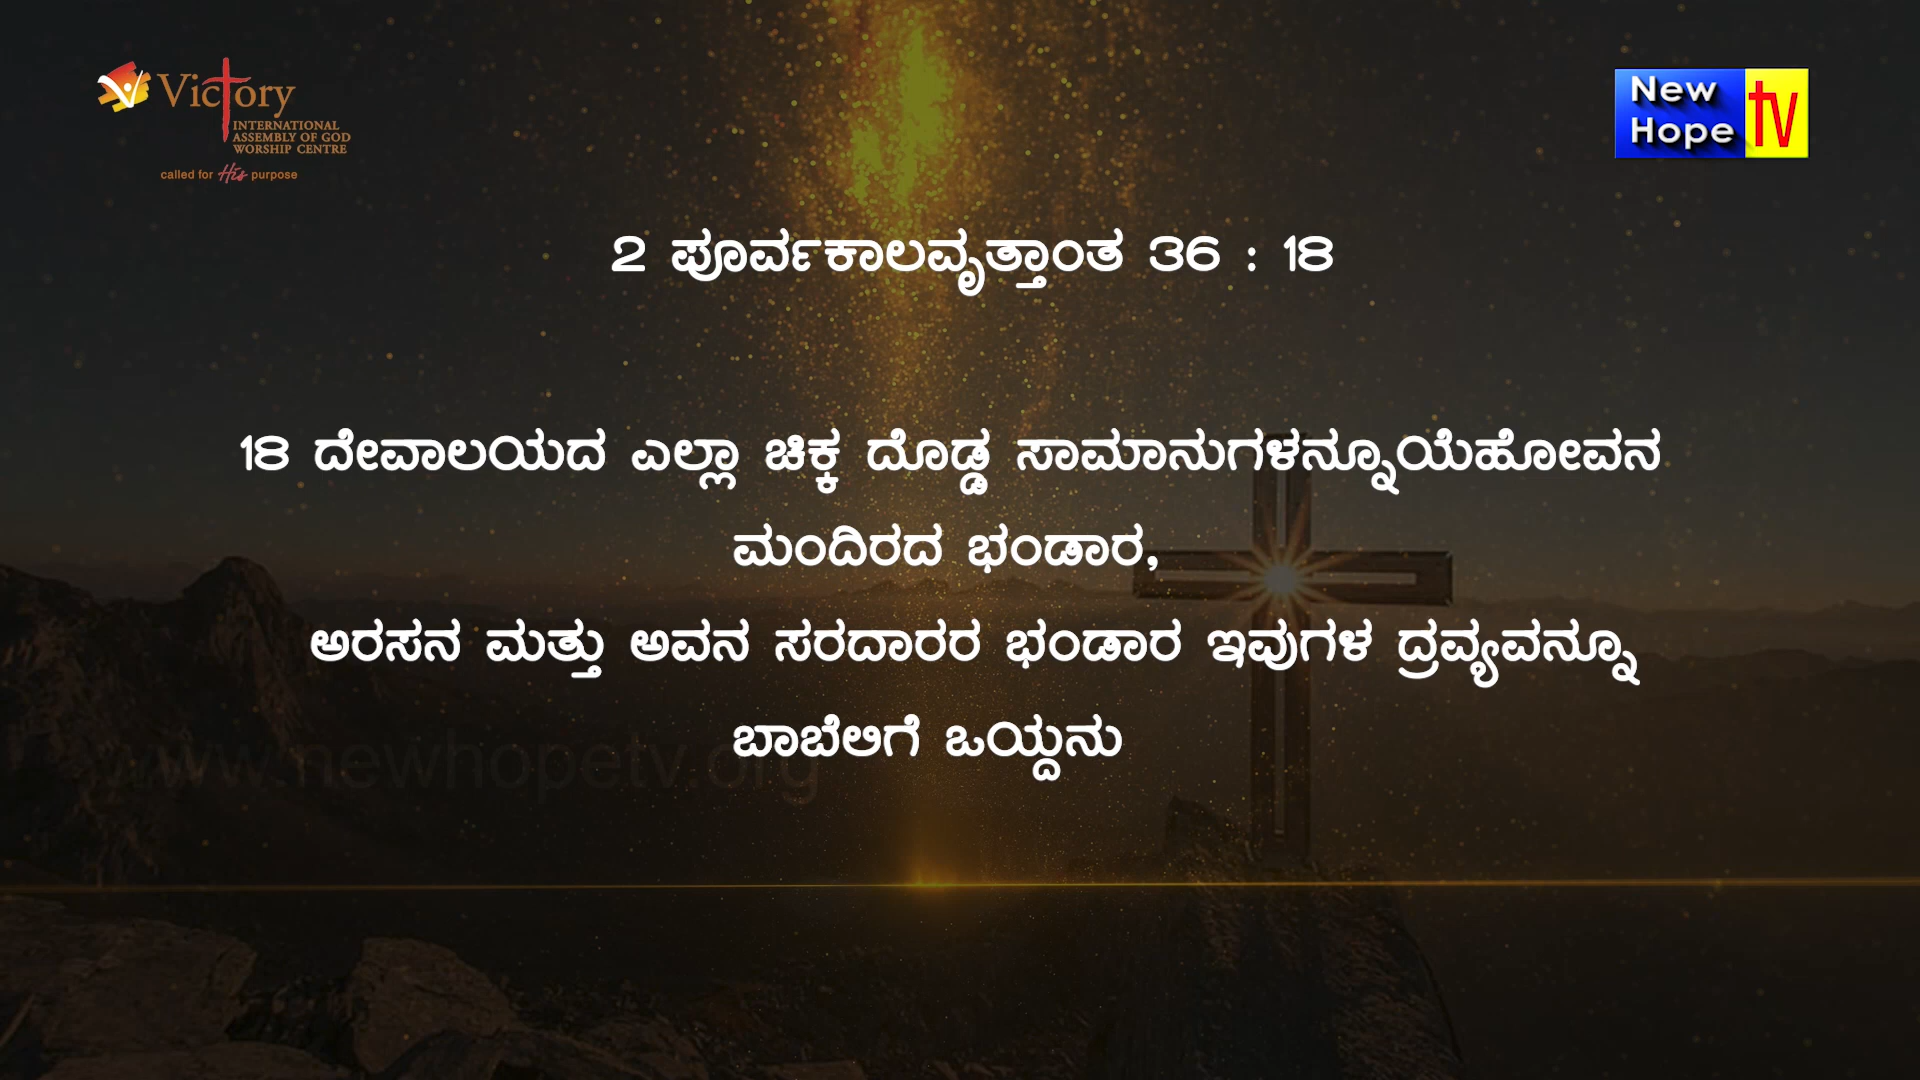 Victory
INTERNATIONAL
ASSEMBLY OF GOD
WORSHIP CENTRE
called for His purpose
New
Hope
tv
2 ಪೂರ್ವಕಾಲವೃತ್ತಾಂತ 36 : 18
18 ದೇವಾಲಯದ ಎಲ್ಲಾ ಚಿಕ್ಕ ದೊಡ್ಡ ಸಾಮಾನುಗಳನ್ನೂಯೆಹೋವನ
ಮಂದಿರದ ಭಂಡಾರ,
ಅರಸನ ಮತ್ತು ಅವನ ಸರದಾರರ ಭಂಡಾರ ಇವುಗಳ ದ್ರವ್ಯವನ್ನೂ
ಬಾಬೆಲಿಗೆ ಒಯ್ದನು
www.newhopetv.org